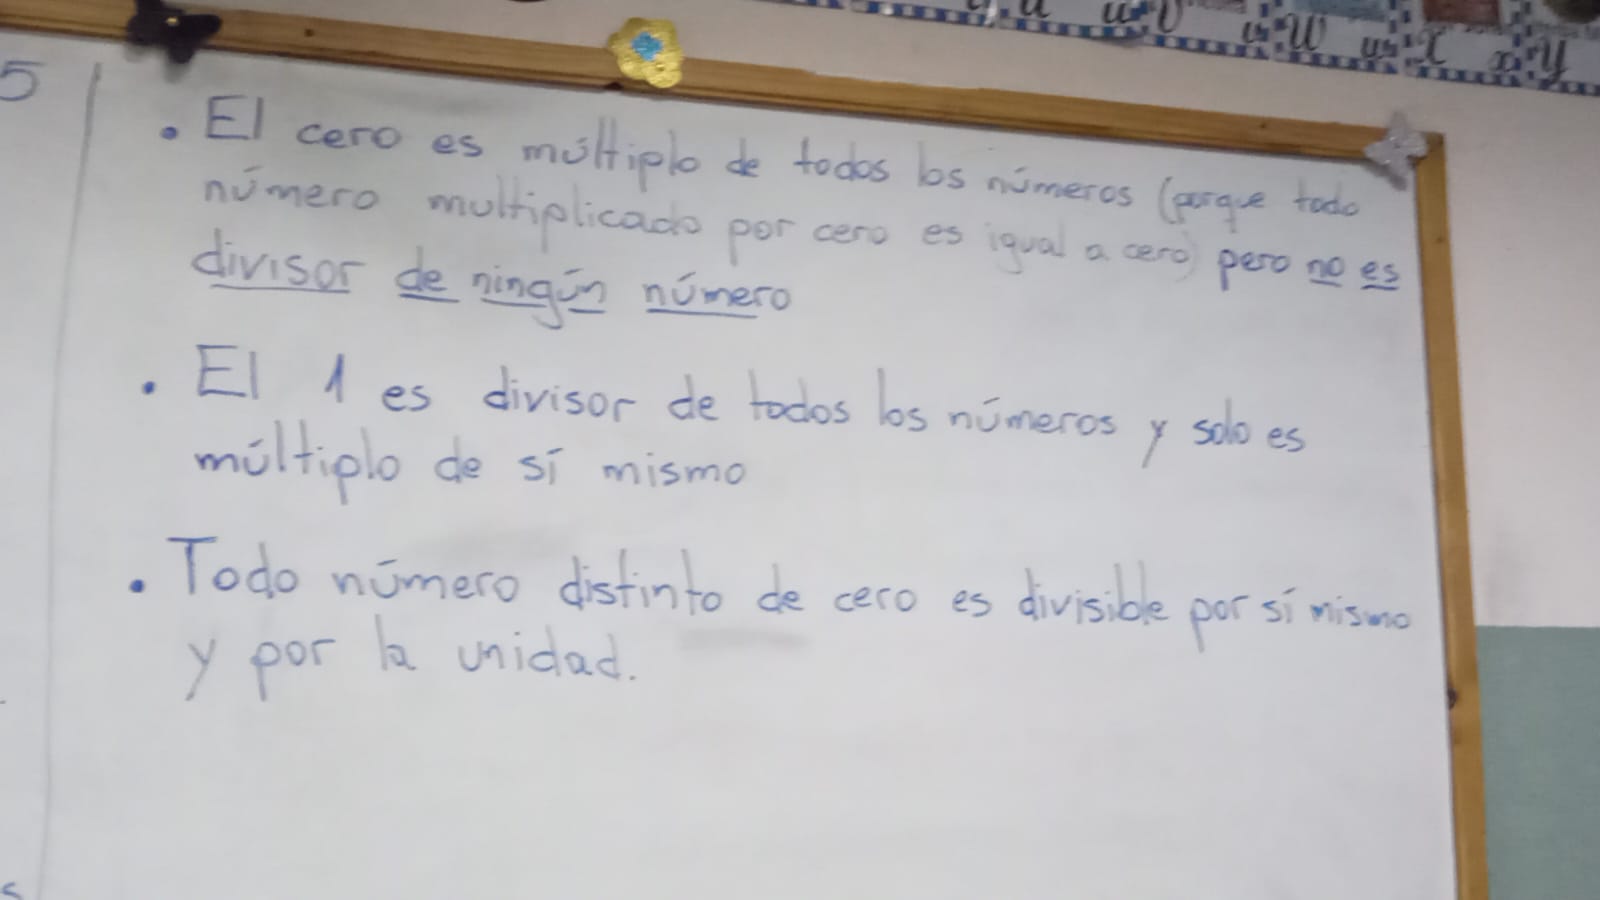 u u U u W w X x Y
5
• El cero es múltiplo de todos los números (porque todo
número multiplicado por cero es igual a cero) pero no es
divisor de ningún número
• El 1 es divisor de todos los números y solo es
múltiplo de sí mismo
• Todo número distinto de cero es divisible por sí mismo
y por la unidad.